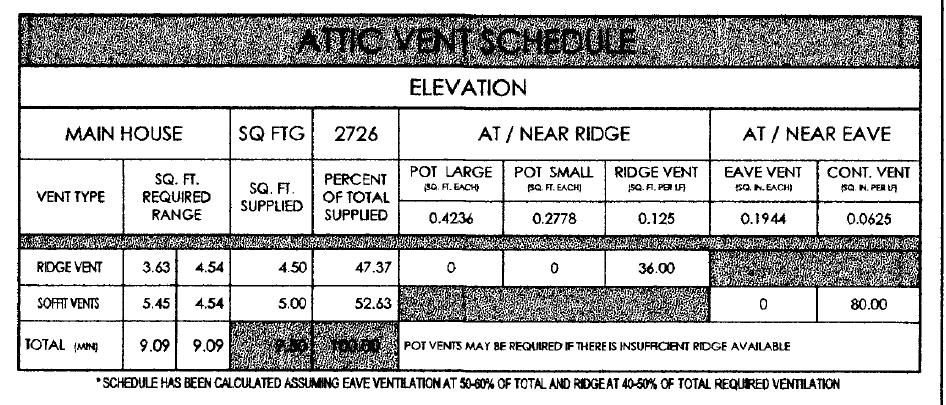 ATTIC VENT SCHEDULE
ELEVATION
MAIN HOUSE SQ FTG 2726 AT / NEAR RIDGE AT / NEAR EAVE
VENT TYPE SQ. FT. REQUIRED RANGE SQ. FT. SUPPLIED PERCENT OF TOTAL SUPPLIED POT LARGE (SQ. FT. EACH) POT SMALL (SQ. FT. EACH) RIDGE VENT (SQ. FT. PER LF) EAVE VENT (SQ. IN. EACH) CONT. VENT (SQ. IN. PER LF)
0.4236 0.2778 0.125 0.1944 0.0625
RIDGE VENT 3.63 4.54 4.50 47.37 0 0 36.00
SOFFIT VENTS 5.45 4.54 5.00 52.63 0 80.00
TOTAL (MIN) 9.09 9.09 9.50 100.00 POT VENTS MAY BE REQUIRED IF THERE IS INSUFFICIENT RIDGE AVAILABLE
* SCHEDULE HAS BEEN CALCULATED ASSUMING EAVE VENTILATION AT 50-60% OF TOTAL AND RIDGE AT 40-50% OF TOTAL REQUIRED VENTILATION